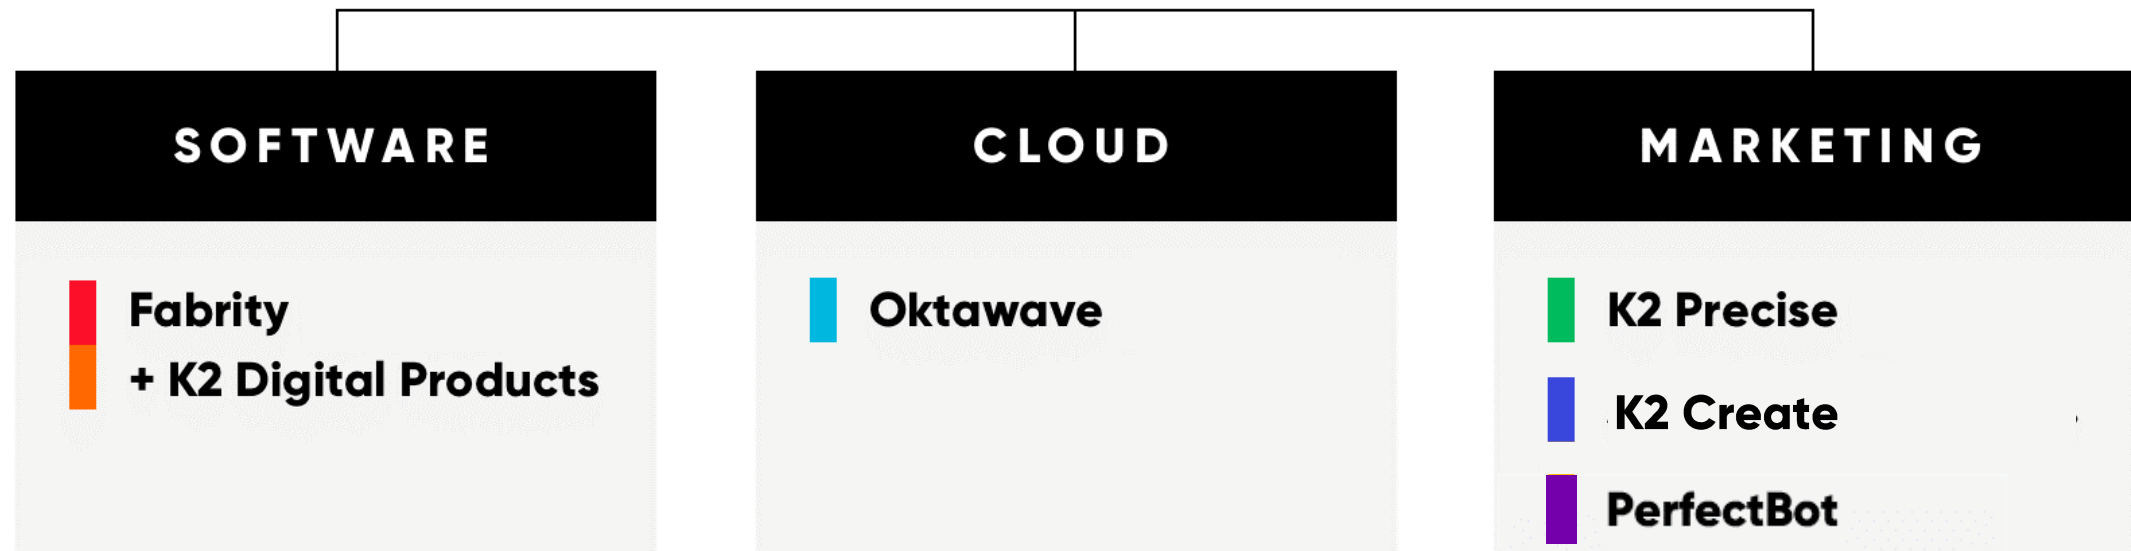 SOFTWARE
Fabrity
+ K2 Digital Products
CLOUD
Oktawave
MARKETING
K2 Precise
K2 Create
PerfectBot